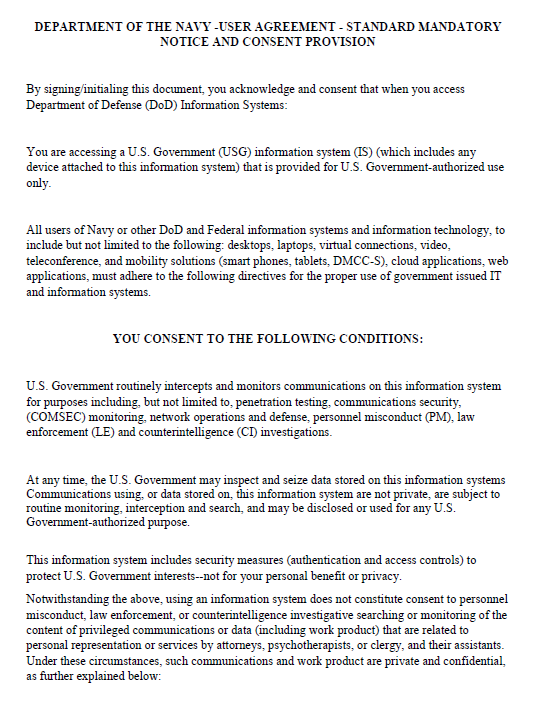 DEPARTMENT OF THE NAVY -USER AGREEMENT - STANDARD MANDATORY
NOTICE AND CONSENT PROVISION
By signing/initialing this document, you acknowledge and consent that when you access
Department of Defense (DoD) Information Systems:
You are accessing a U.S. Government (USG) information system (IS) (which includes any
device attached to this information system) that is provided for U.S. Government-authorized use
only.
All users of Navy or other DoD and Federal information systems and information technology, to
include but not limited to the following: desktops, laptops, virtual connections, video,
teleconference, and mobility solutions (smart phones, tablets, DMCC-S), cloud applications, web
applications, must adhere to the following directives for the proper use of government issued IT
and information systems.
YOU CONSENT TO THE FOLLOWING CONDITIONS:
U.S. Government routinely intercepts and monitors communications on this information system
for purposes including, but not limited to, penetration testing, communications security,
(COMSEC) monitoring, network operations and defense, personnel misconduct (PM), law
enforcement (LE) and counterintelligence (CI) investigations.
At any time, the U.S. Government may inspect and seize data stored on this information systems
Communications using, or data stored on, this information system are not private, are subject to
routine monitoring, interception and search, and may be disclosed or used for any U.S.
Government-authorized purpose.
This information system includes security measures (authentication and access controls) to
protect U.S. Government interests--not for your personal benefit or privacy.
Notwithstanding the above, using an information system does not constitute consent to personnel
misconduct, law enforcement, or counterintelligence investigative searching or monitoring of the
content of privileged communications or data (including work product) that are related to
personal representation or services by attorneys, psychotherapists, or clergy, and their assistants.
Under these circumstances, such communications and work product are private and confidential,
as further explained below: